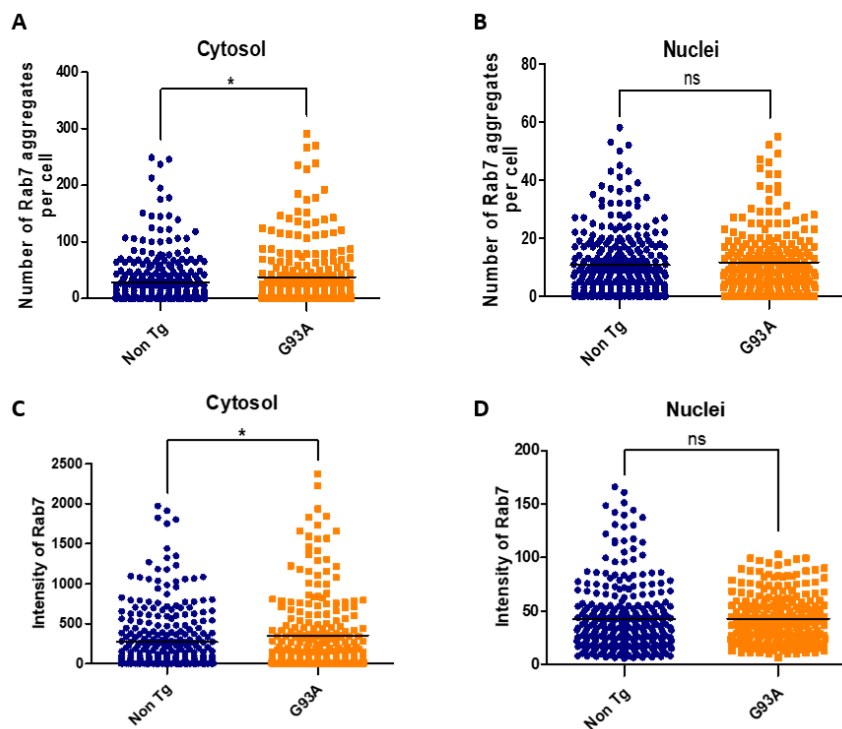 A
Cytosol
Number of Rab7 aggregates
per cell
400
300
200
100
0
*
Non Tg
G93A
B
Nuclei
Number of Rab7 aggregates
per cell
80
60
40
20
0
ns
Non Tg
G93A
C
Cytosol
Intensity of Rab7
2500
2000
1500
1000
500
0
*
Non Tg
G93A
D
Nuclei
Intensity of Rab7
200
150
100
50
0
ns
Non Tg
G93A